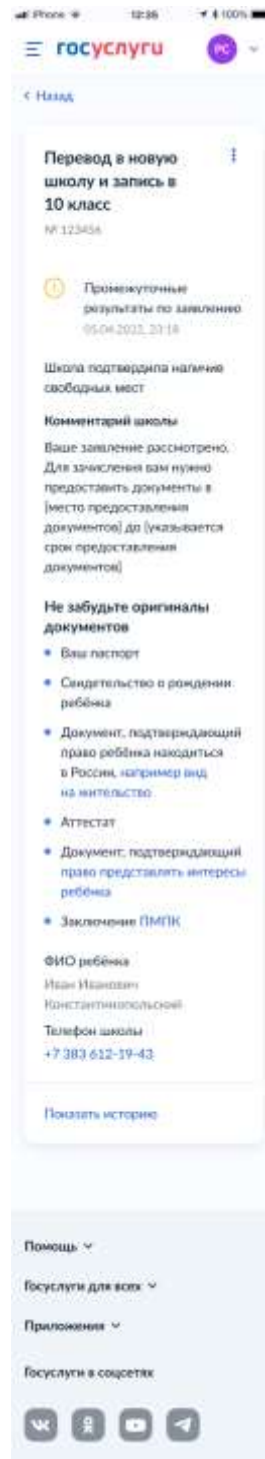 Phone 12:36 100%
госуслуги РС
< Назад
Перевод в новую
школу и запись в
10 класс
№ 123456
Промежуточные
результаты по заявлению
05.04.2022, 20:18
Школа подтвердила наличие
свободных мест
Комментарий школы
Ваше заявление рассмотрено.
Для зачисления вам нужно
предоставить документы в
[место предоставления
документов] до [указывается
срок предоставления
документов]
Не забудьте оригиналы
документов
Ваш паспорт
Свидетельство о рождении
ребёнка
Документ, подтверждающий
право ребёнка находиться
в России, например вид
на жительство
Аттестат
Документ, подтверждающий
право представлять интересы
ребёнка
Заключение ПМПК
ФИО ребёнка
Иван Иванович
Константинопольский
Телефон школы
+7 383 612-19-43
Показать историю
Помощь
Госуслуги для всех
Приложения
Госуслуги в соцсетях